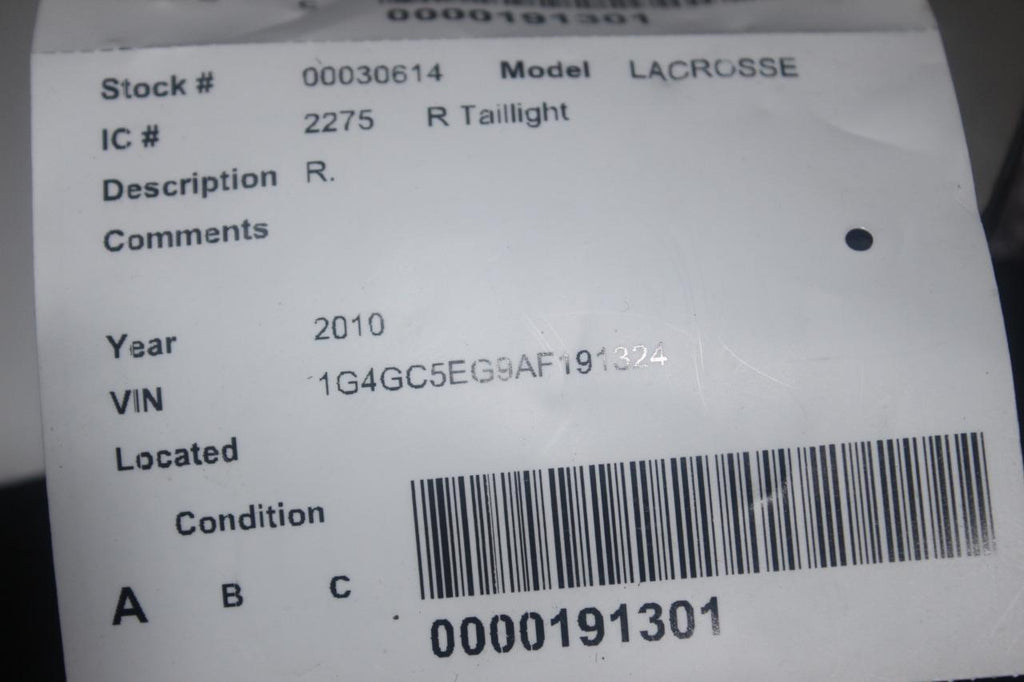 0000191301
Stock # 00030614 Model LACROSSE
IC # 2275 R Taillight
Description R.
Comments
Year 2010
VIN 1G4GC5EG9AF191324
Located
Condition
A B C
0000191301